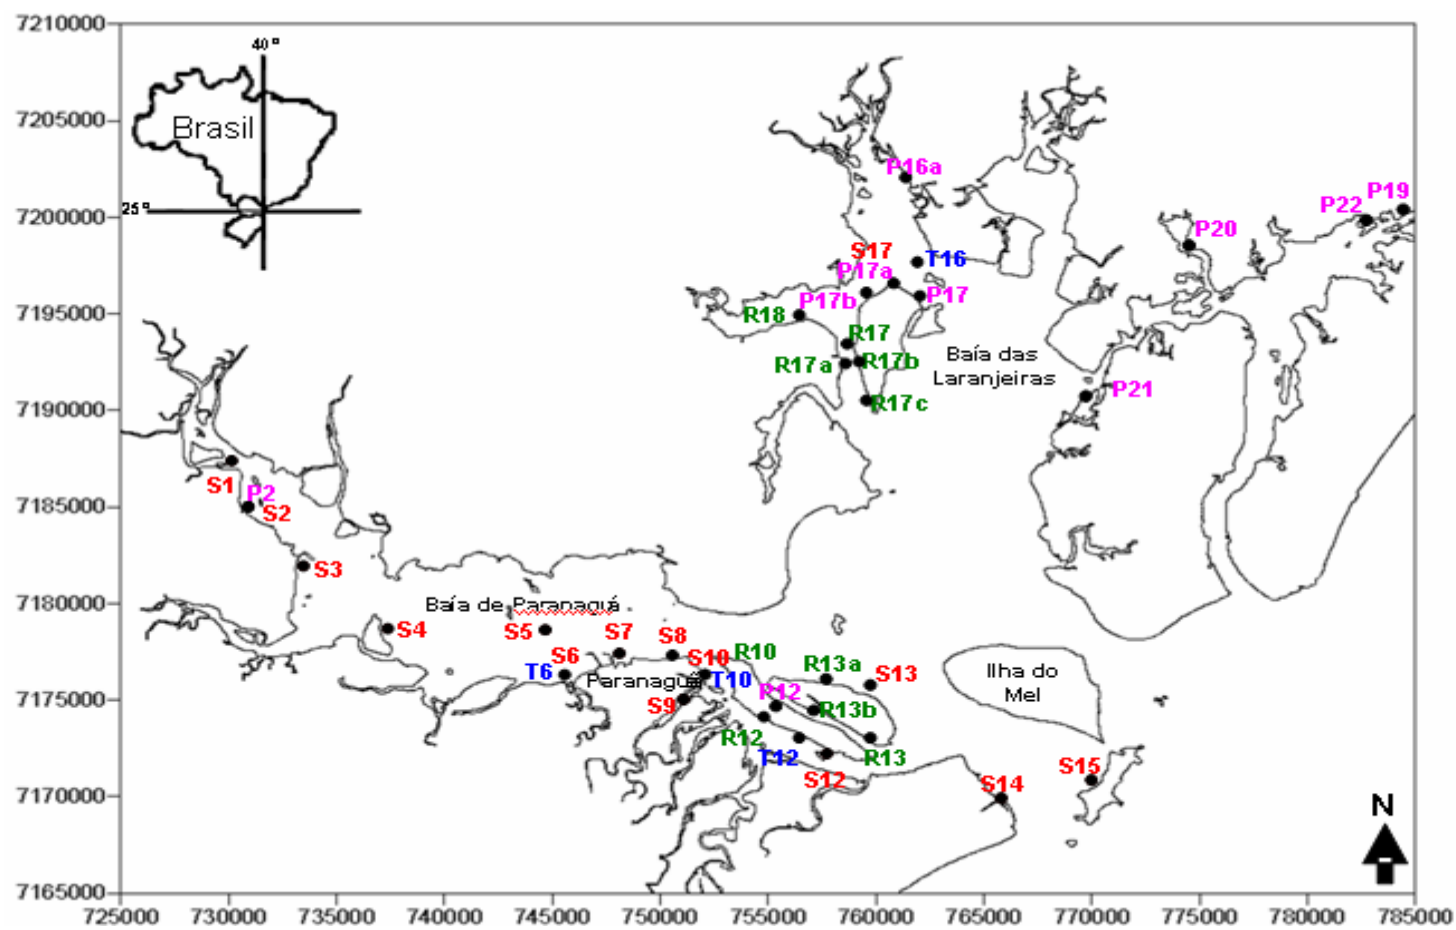 7210000
40º
Brasil
7205005
25º
7200000
7195000
7190000
7185000
7180000
7175000
7170000
7165000
P16a
P19
P22
P20
S17
T16
P17a
P17b
P17
R18
R17
R17a
R17b
R17c
Baía das
Laranjeiras
P21
S1
P2
S2
S3
Baía de Paranaguá
S4
S5
S7
S8
R10
S6
S10
R13a
S13
T6
Paranaguá
T10
P12
Ilha do
Mel
S9
R13b
R12
T12
R13
S12
S14
S15
N
725000
730000
735000
740000
745000
750000
755000
760000
765000
770000
775000
780000
785000